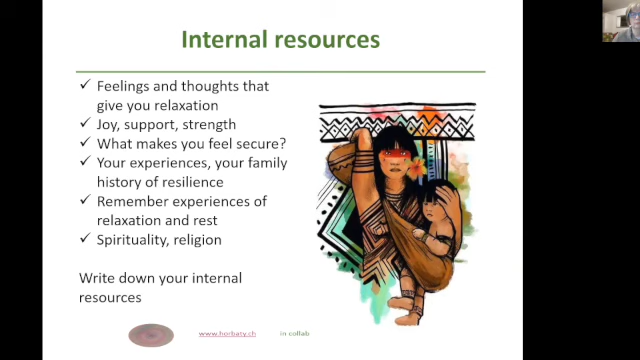 Internal resources
✓ Feelings and thoughts that
give you relaxation
✓ Joy, support, strength
✓ What makes you feel secure?
✓ Your experiences, your family
history of resilience
✓ Remember experiences of
relaxation and rest
✓ Spirituality, religion
Write down your internal
resources
www.horbaty.ch in collab